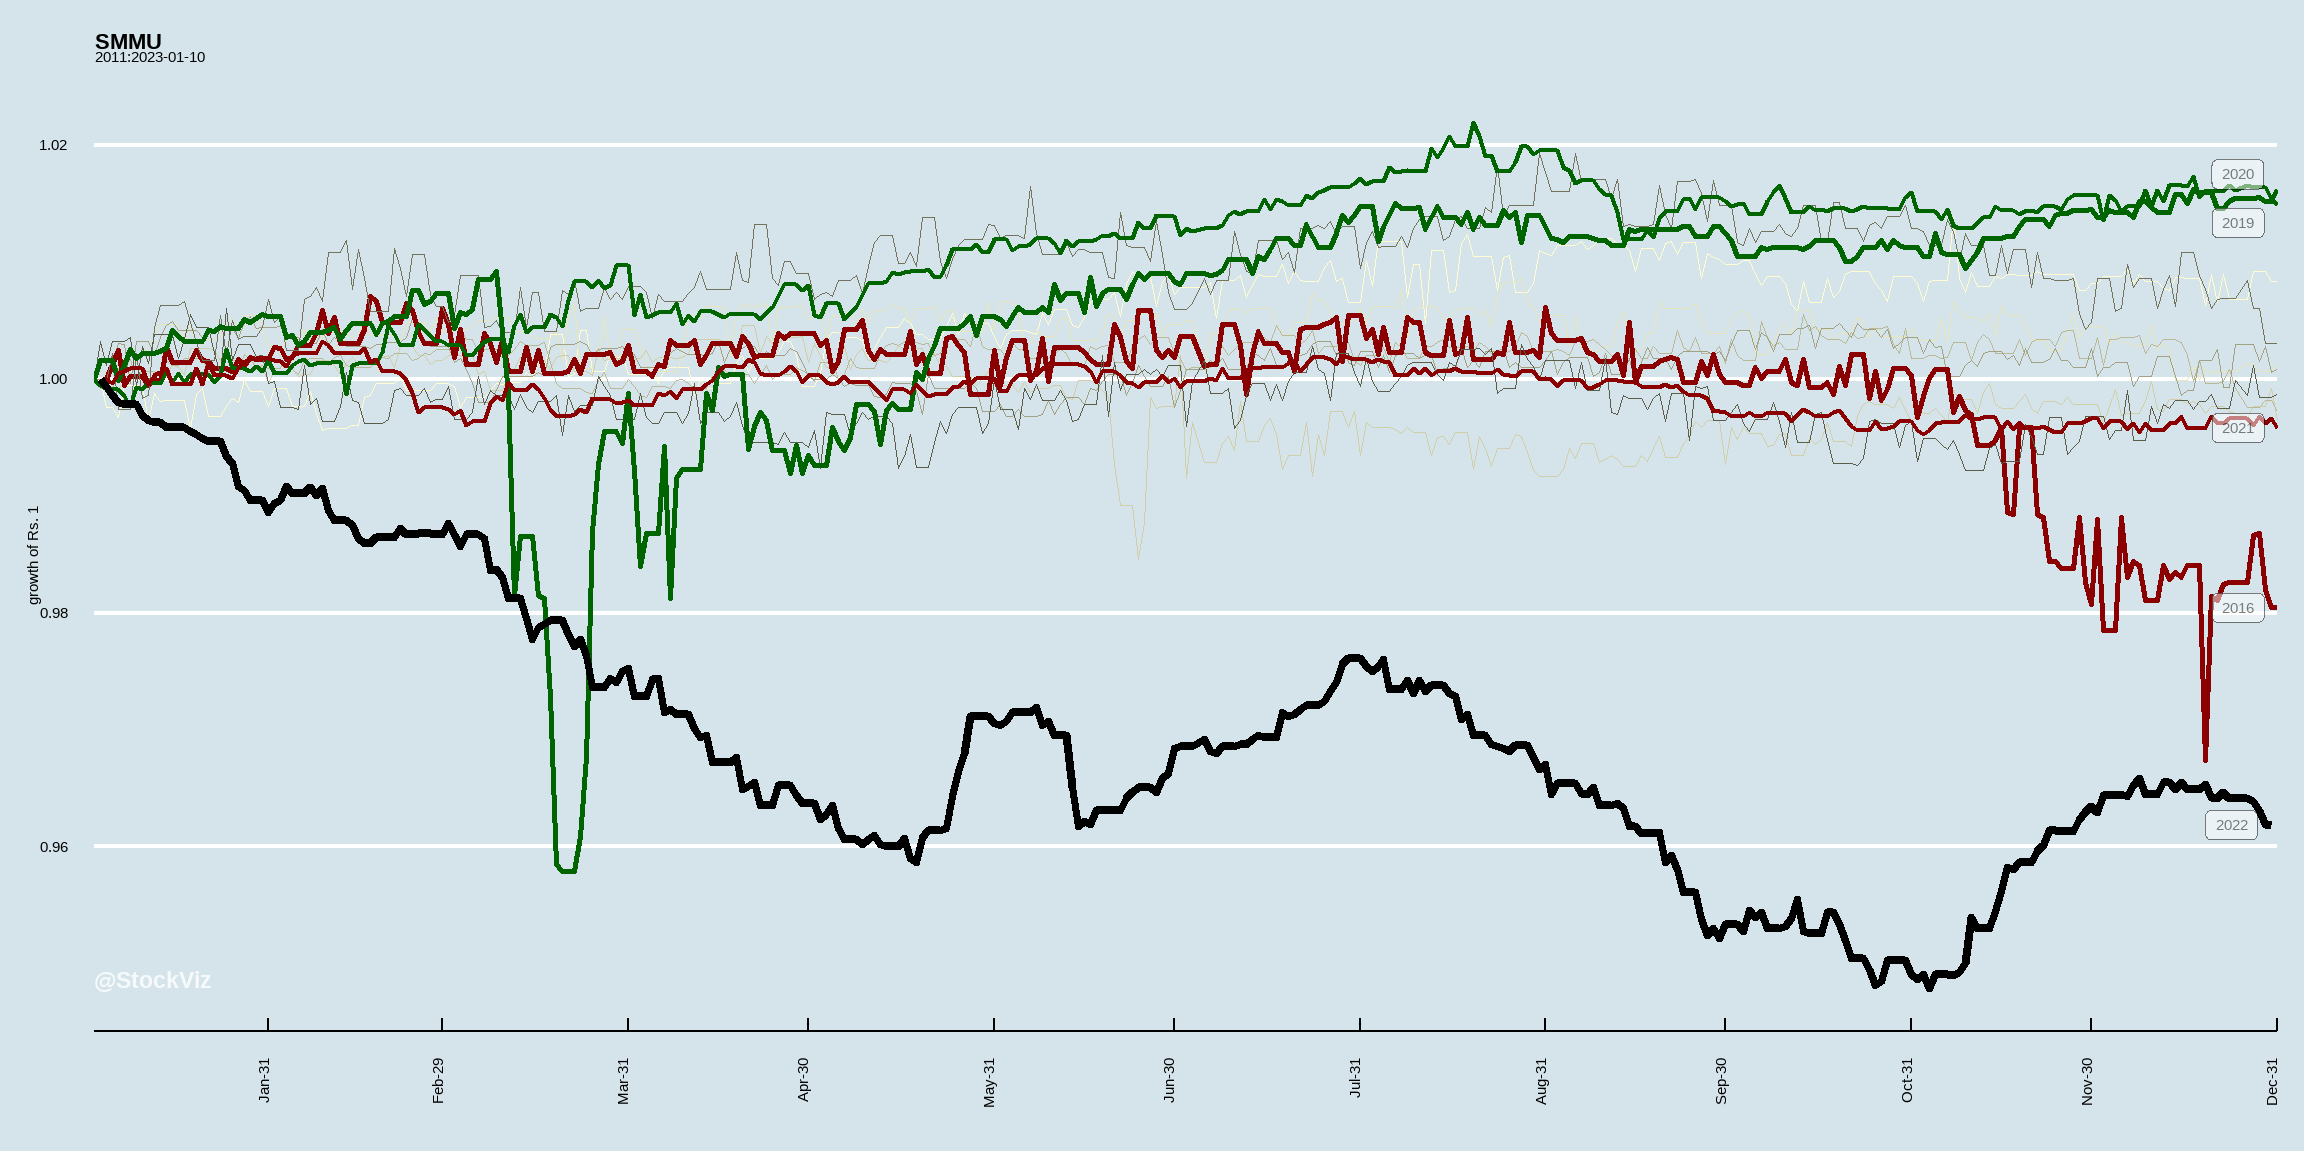 SMMU
2011:2023-01-10
growth of Rs. 1
1.02
1.00
0.98
0.96
2020
2019
2021
2016
2022
@StockViz
Jan-31
Feb-29
Mar-31
Apr-30
May-31
Jun-30
Jul-31
Aug-31
Sep-30
Oct-31
Nov-30
Dec-31